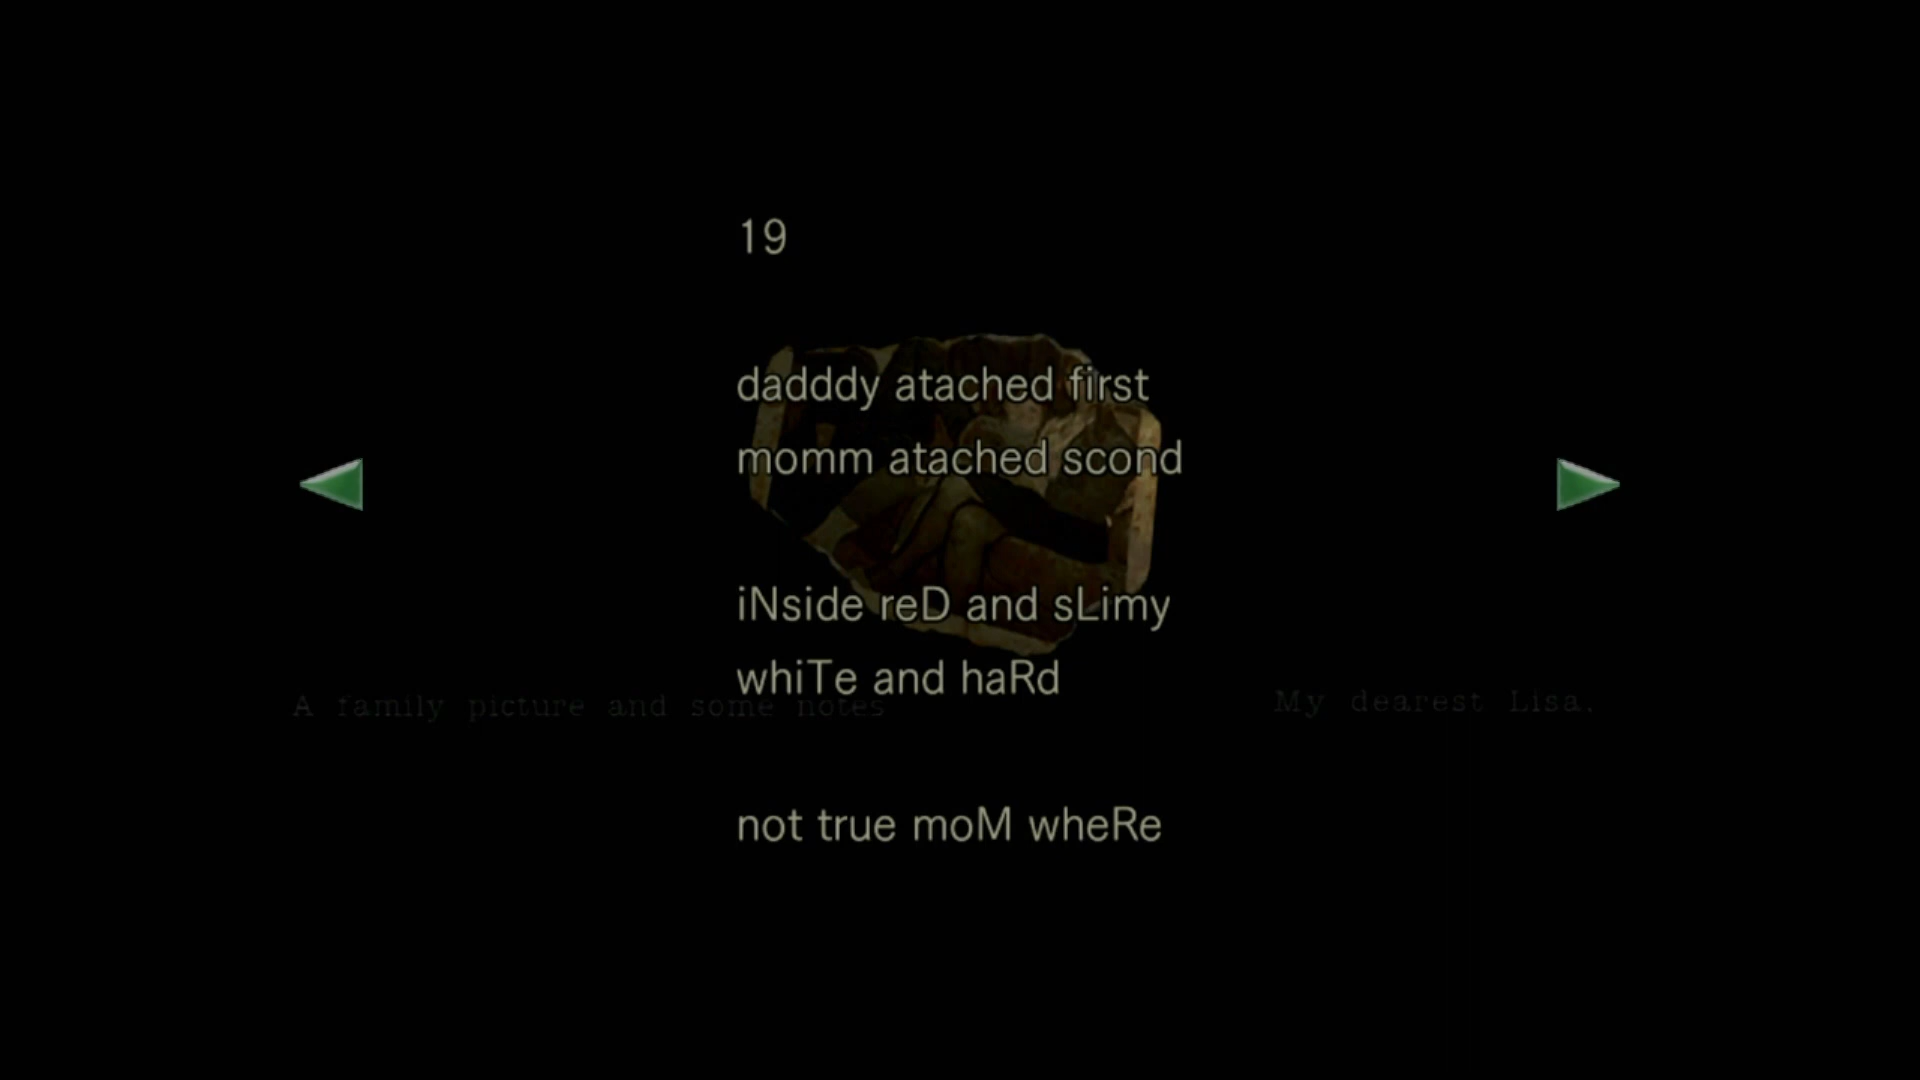 19
dadddy atached first
momm atached scond
iNside reD and sLimy
whiTe and haRd
A family picture and some notes
My dearest Lisa.
not true moM wheRe